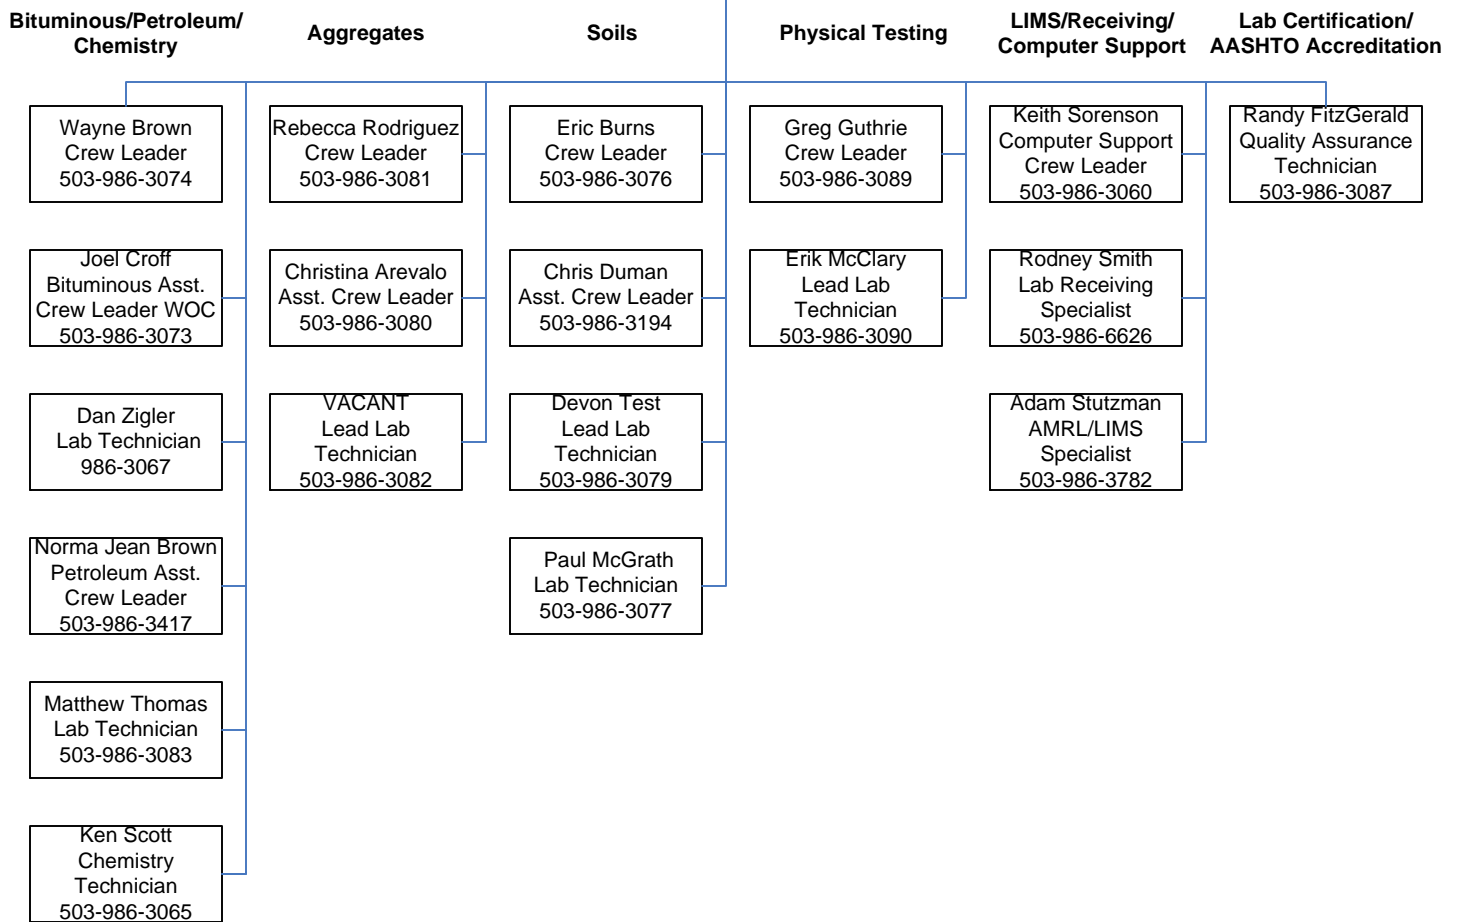 Bituminous/Petroleum/
Chemistry
Aggregates
Soils
Physical Testing
LIMS/Receiving/
Computer Support
Lab Certification/
AASHTO Accreditation
Wayne Brown
Crew Leader
503-986-3074
Joel Croff
Bituminous Asst.
Crew Leader WOC
503-986-3073
Dan Zigler
Lab Technician
986-3067
Norma Jean Brown
Petroleum Asst.
Crew Leader
503-986-3417
Matthew Thomas
Lab Technician
503-986-3083
Ken Scott
Chemistry
Technician
503-986-3065
Rebecca Rodriguez
Crew Leader
503-986-3081
Christina Arevalo
Asst. Crew Leader
503-986-3080
VACANT
Lead Lab
Technician
503-986-3082
Eric Burns
Crew Leader
503-986-3076
Chris Duman
Asst. Crew Leader
503-986-3194
Devon Test
Lead Lab
Technician
503-986-3079
Paul McGrath
Lab Technician
503-986-3077
Greg Guthrie
Crew Leader
503-986-3089
Erik McClary
Lead Lab
Technician
503-986-3090
Keith Sorenson
Computer Support
Crew Leader
503-986-3060
Rodney Smith
Lab Receiving
Specialist
503-986-6626
Adam Stutzman
AMRL/LIMS
Specialist
503-986-3782
Randy FitzGerald
Quality Assurance
Technician
503-986-3087